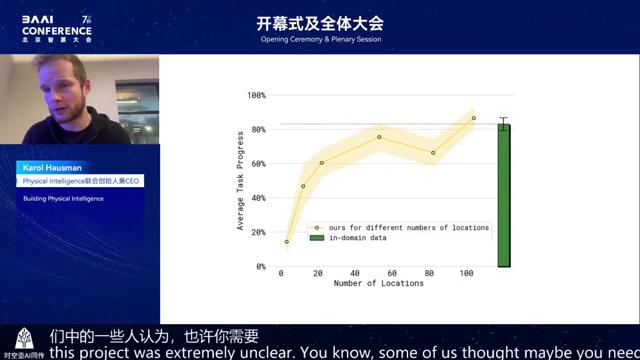 BAAI
CONFERENCE
北京智源大会
开幕式及全体大会
Opening Ceremony & Plenary Session
Karol Hausman
Physical Intelligence联合创始人兼CEO
Building Physical Intelligence
100%
80%
60%
40%
20%
0%
Average Task Progress
ours for different numbers of locations
in-domain data
0 20 40 60 80 100
Number of Locations
们中的一些人认为，也许你需要
this project was extremely unclear. You know, some of us thought maybe you need
时空壶AI同传